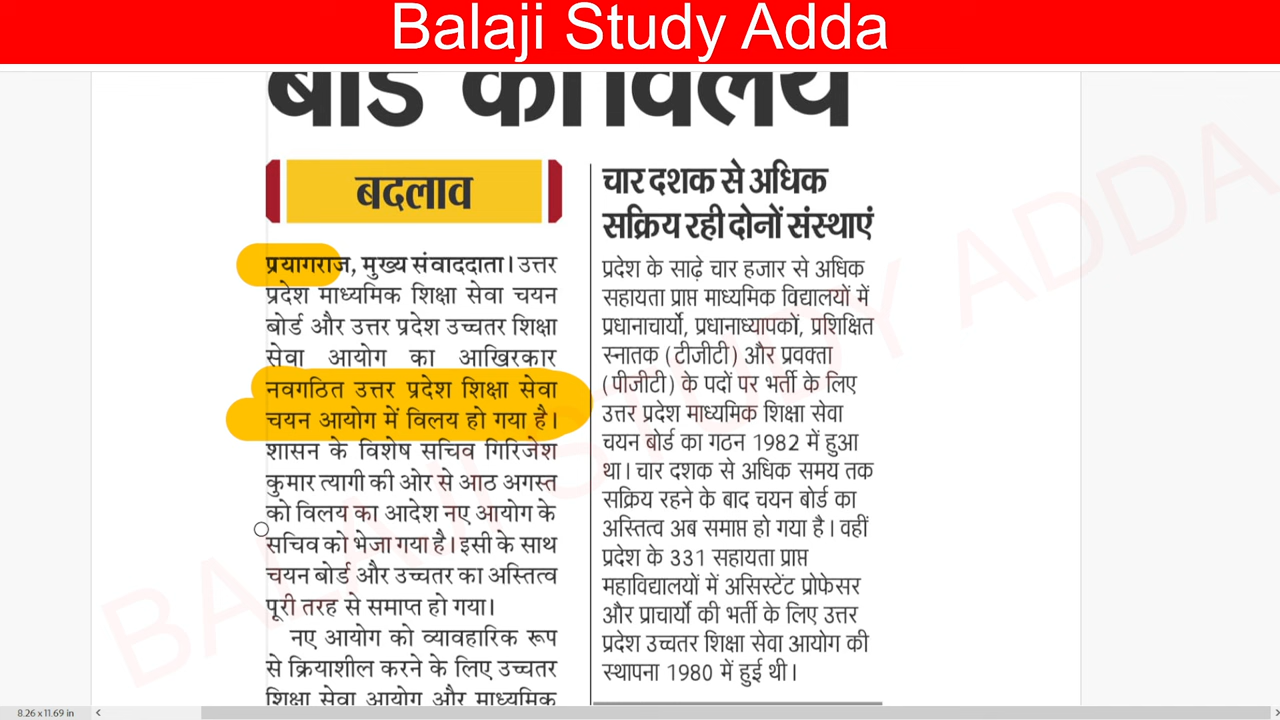 Balaji Study Adda
बोर्ड का विलय
बदलाव
प्रयागराज, मुख्य संवाददाता। उत्तर
प्रदेश माध्यमिक शिक्षा सेवा चयन
बोर्ड और उत्तर प्रदेश उच्चतर शिक्षा
सेवा आयोग का आखिरकार
नवगठित उत्तर प्रदेश शिक्षा सेवा
चयन आयोग में विलय हो गया है।
शासन के विशेष सचिव गिरिजेश
कुमार त्यागी की ओर से आठ अगस्त
को विलय का आदेश नए आयोग के
सचिव को भेजा गया है। इसी के साथ
चयन बोर्ड और उच्चतर का अस्तित्व
पूरी तरह से समाप्त हो गया।
नए आयोग को व्यावहारिक रूप
से क्रियाशील करने के लिए उच्चतर
शिक्षा सेवा आयोग और माध्यमिक
चार दशक से अधिक
सक्रिय रही दोनों संस्थाएं
प्रदेश के साढ़े चार हजार से अधिक
सहायता प्राप्त माध्यमिक विद्यालयों में
प्रधानाचार्यो, प्रधानाध्यापकों, प्रशिक्षित
स्नातक (टीजीटी) और प्रवक्ता
(पीजीटी) के पदों पर भर्ती के लिए
उत्तर प्रदेश माध्यमिक शिक्षा सेवा
चयन बोर्ड का गठन 1982 में हुआ
था। चार दशक से अधिक समय तक
सक्रिय रहने के बाद चयन बोर्ड का
अस्तित्व अब समाप्त हो गया है। वहीं
प्रदेश के 331 सहायता प्राप्त
महाविद्यालयों में असिस्टेंट प्रोफेसर
और प्राचार्यो की भर्ती के लिए उत्तर
प्रदेश उच्चतर शिक्षा सेवा आयोग की
स्थापना 1980 में हुई थी।
BALAJI STUDY ADDA
8.26 x 11.69 in